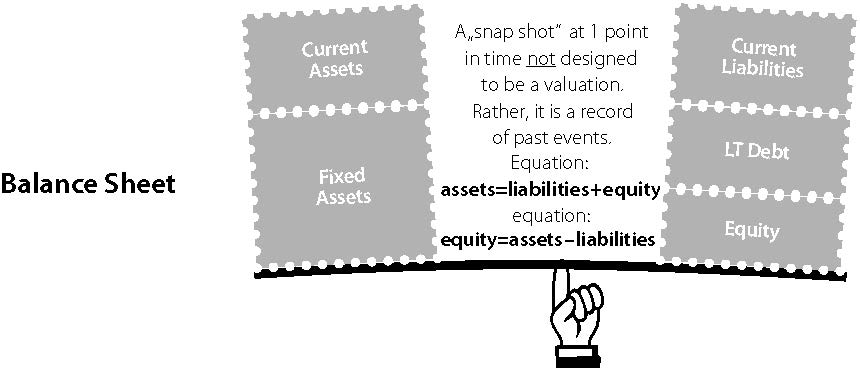 Balance Sheet
Current
Assets
Fixed
Assets
A„snap shot“ at 1 point
in time not designed
to be a valuation.
Rather, it is a record
of past events.
Equation:
assets=liabilities+equity
equation:
equity=assets–liabilities
Current
Liabilities
LT Debt
Equity